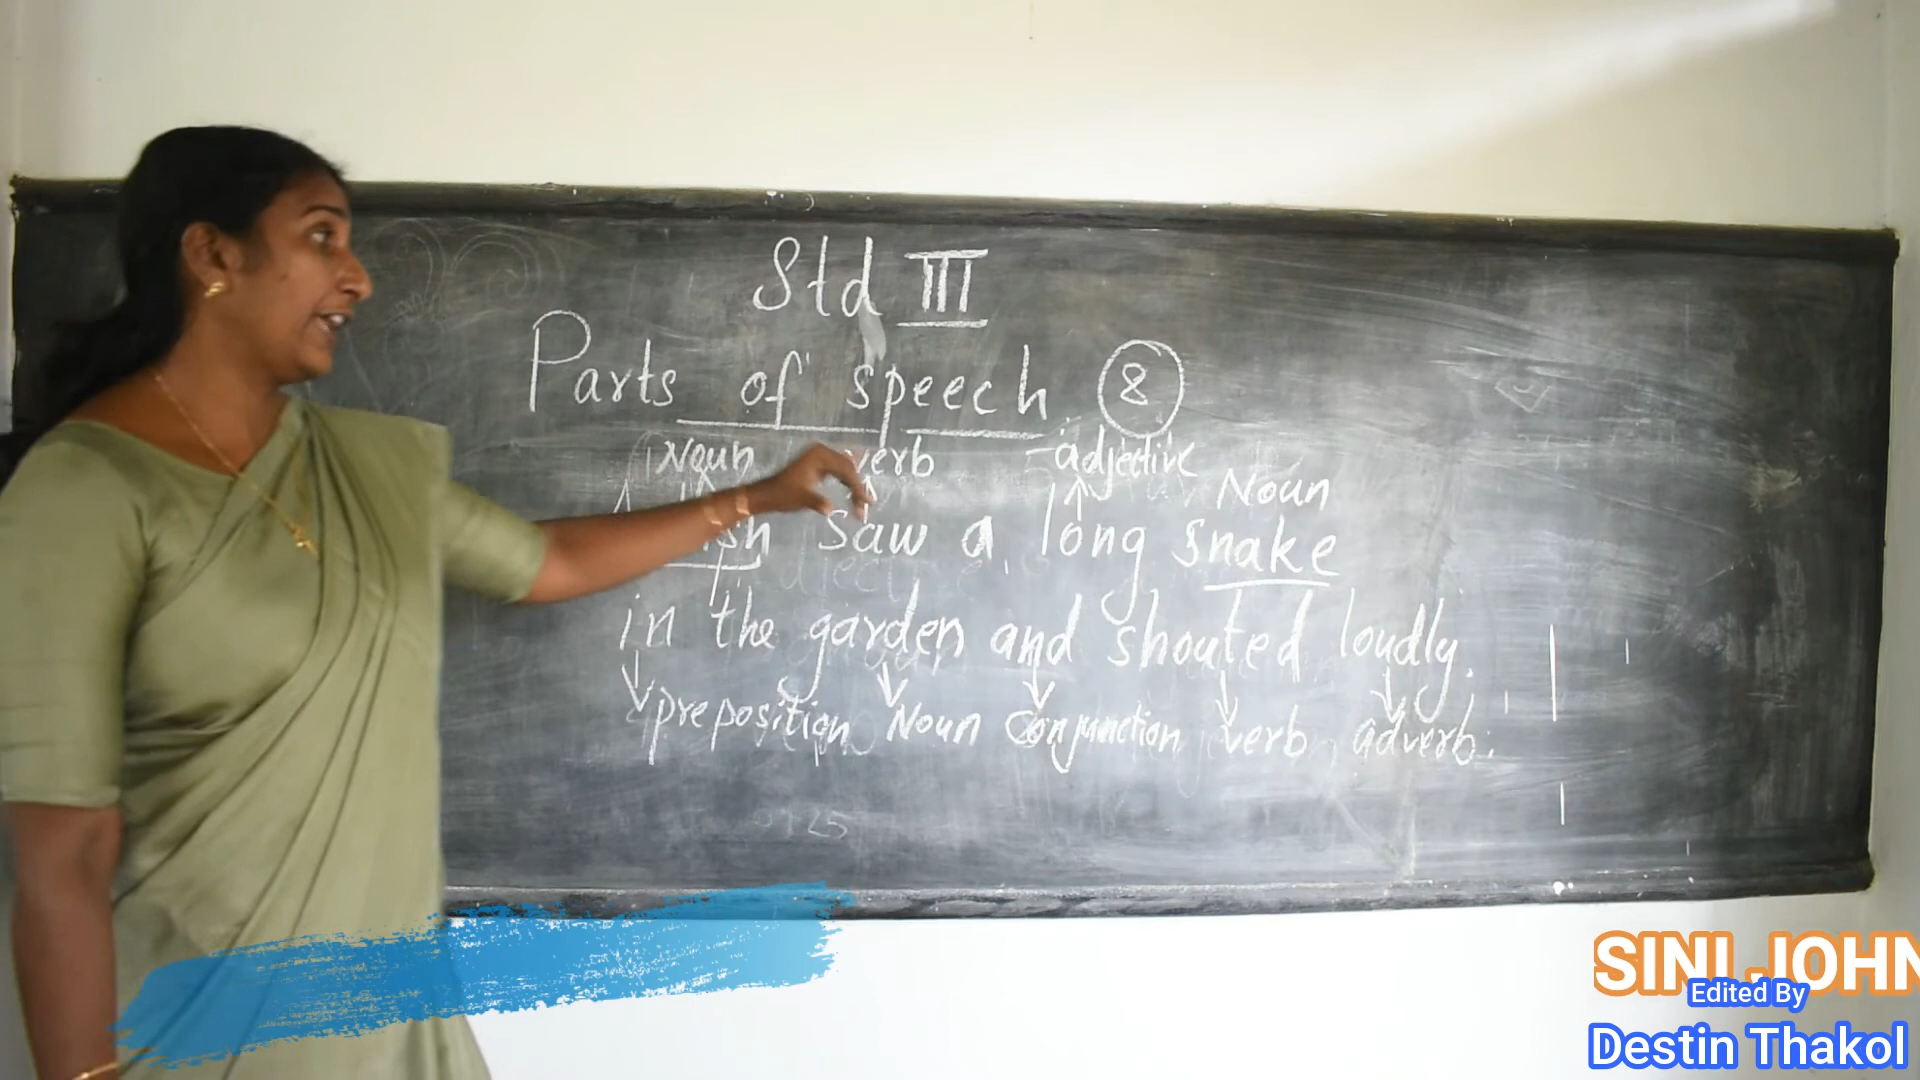 Std III
Parts of speech 8
Noun verb adjective
Noun
saw a long snake
in the garden and shouted loudly.
preposition Noun Conjunction verb adverb.
SINI JOHN
Edited By
Destin Thakol